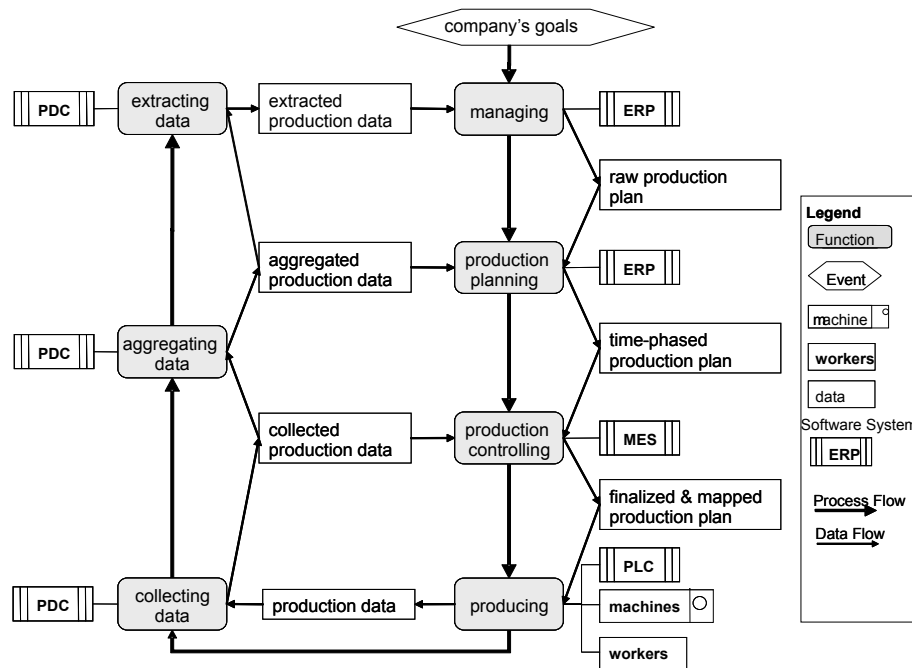 company's goals
PDC
extracting
data
extracted
production data
managing
ERP
raw production
plan
aggregated
production data
production
planning
ERP
PDC
aggregating
data
time-phased
production plan
collected
production data
production
controlling
MES
finalized & mapped
production plan
PDC
collecting
data
production data
producing
PLC
machines
workers
Legend
Function
Event
machine
workers
data
Software System
ERP
Process Flow
Data Flow